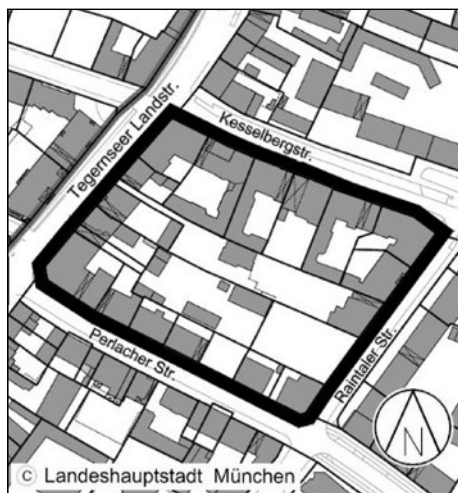 Kesselbergstr.
Tegernseer Landstr.
Perlacher Str.
Raintaler Str.
N
© Landeshauptstadt München